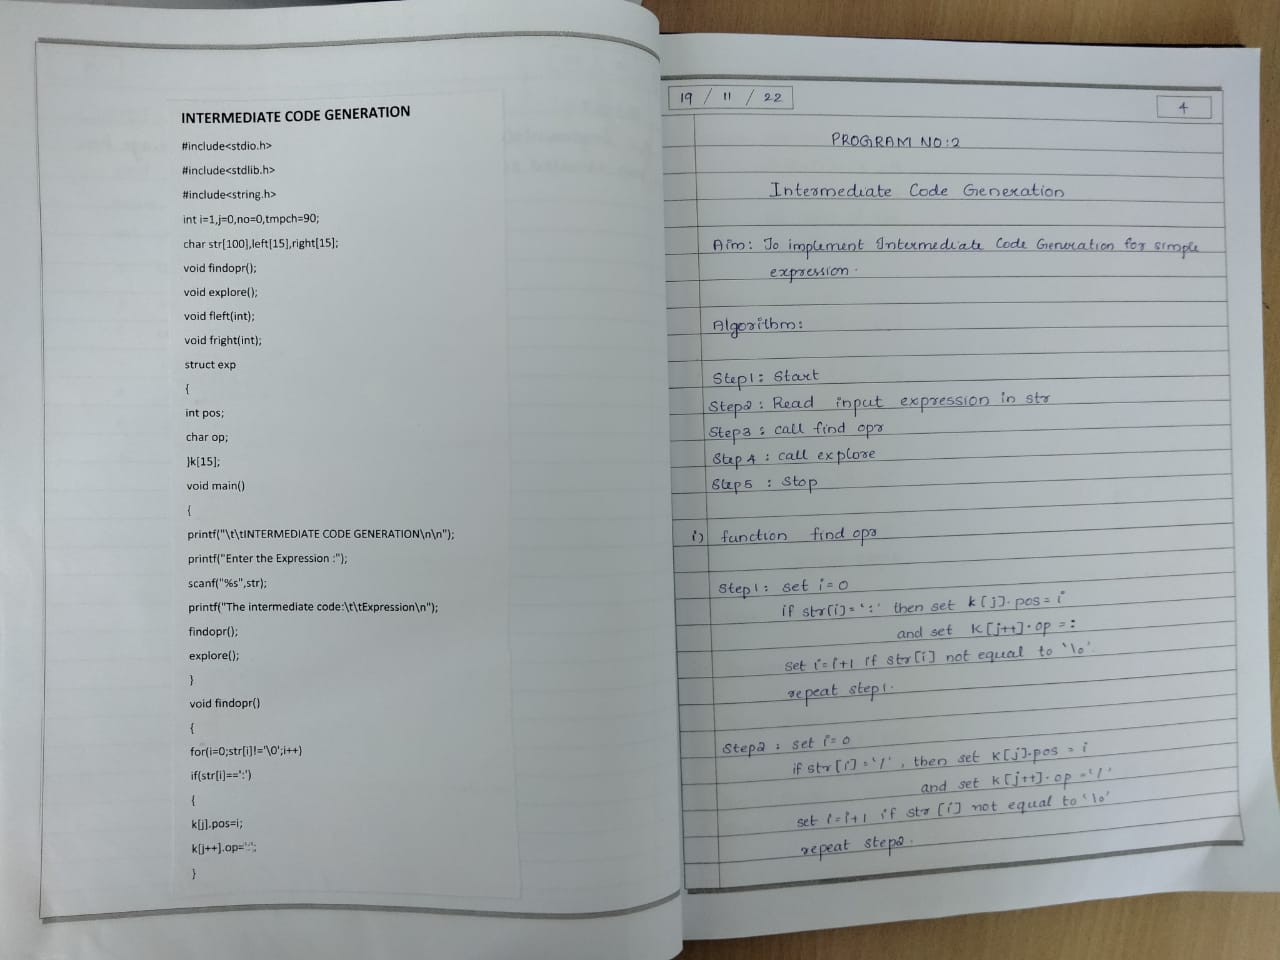 INTERMEDIATE CODE GENERATION
#include<stdio.h>
#include<stdlib.h>
#include<string.h>
int i=1,j=0,no=0,tmpch=90;
char str[100],left[15],right[15];
void findopr();
void explore();
void fleft(int);
void fright(int);
struct exp
{
int pos;
char op;
}k[15];
void main()
{
printf("\t\tINTERMEDIATE CODE GENERATION\n\n");
printf("Enter the Expression :");
scanf("%s",str);
printf("The intermediate code:\t\tExpression\n");
findopr();
explore();
}
void findopr()
{
for(i=0;str[i]!='\0';i++)
if(str[i]==':')
{
k[j].pos=i;
k[j++].op=':';
}
19 / 11 / 22
4
PROGRAM NO:2
Intermediate Code Generation
Aim: To implement Intermediate Code Generation for simple
expression.
Algorithm:
Step1: Start
Step2: Read input expression in str
Step3: call find opr
Step 4: call explore
Step5 : Stop
i) function find opr
Step1: set i=0
if str[i]=':' then set k[j].pos=i
and set k[j++].op =:
set i=i+1 if str[i] not equal to '\0'
repeat step1.
Step2: set i=0
if str[i]='/', then set k[j].pos = i
and set k[j++].op ='/'
set i=i+1 if str[i] not equal to '\0'
repeat step2.